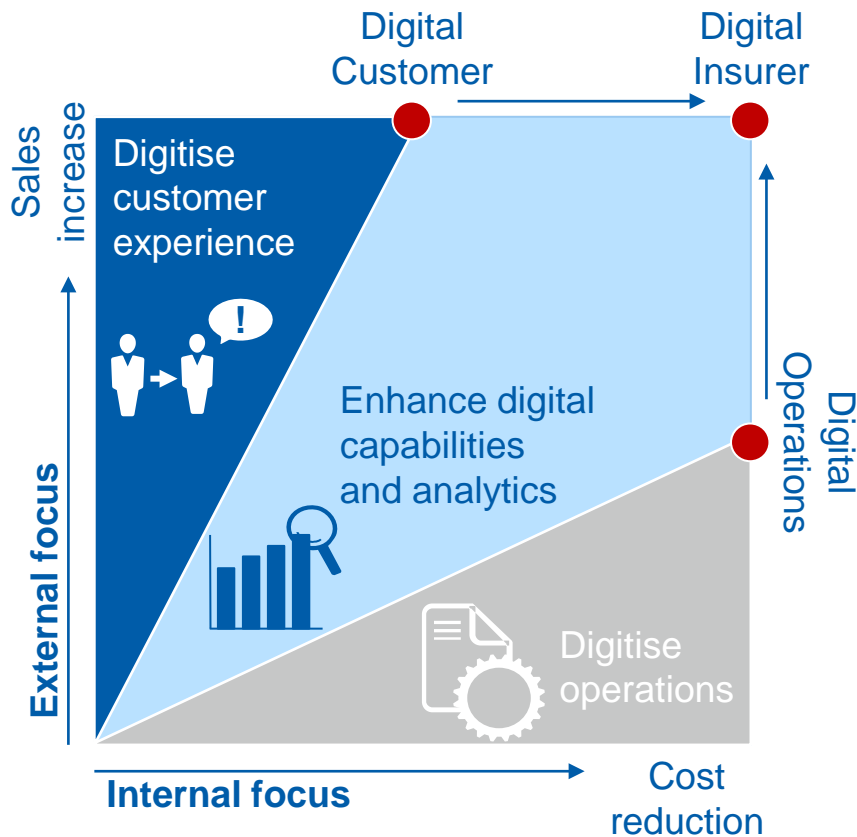 Digital
Customer
Digital
Insurer
Sales
increase
Digitise
customer
experience
!
Enhance digital
capabilities
and analytics
Digital
Operations
External focus
Digitise
operations
Internal focus
Cost
reduction